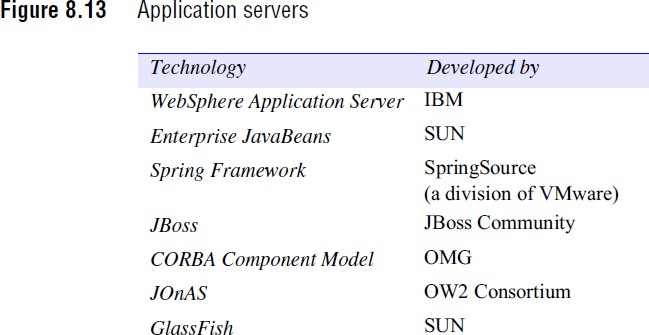 Figure 8.13 Application servers
Technology Developed by
WebSphere Application Server IBM
Enterprise JavaBeans SUN
Spring Framework SpringSource
(a division of VMware)
JBoss JBoss Community
CORBA Component Model OMG
JOnAS OW2 Consortium
GlassFish SUN